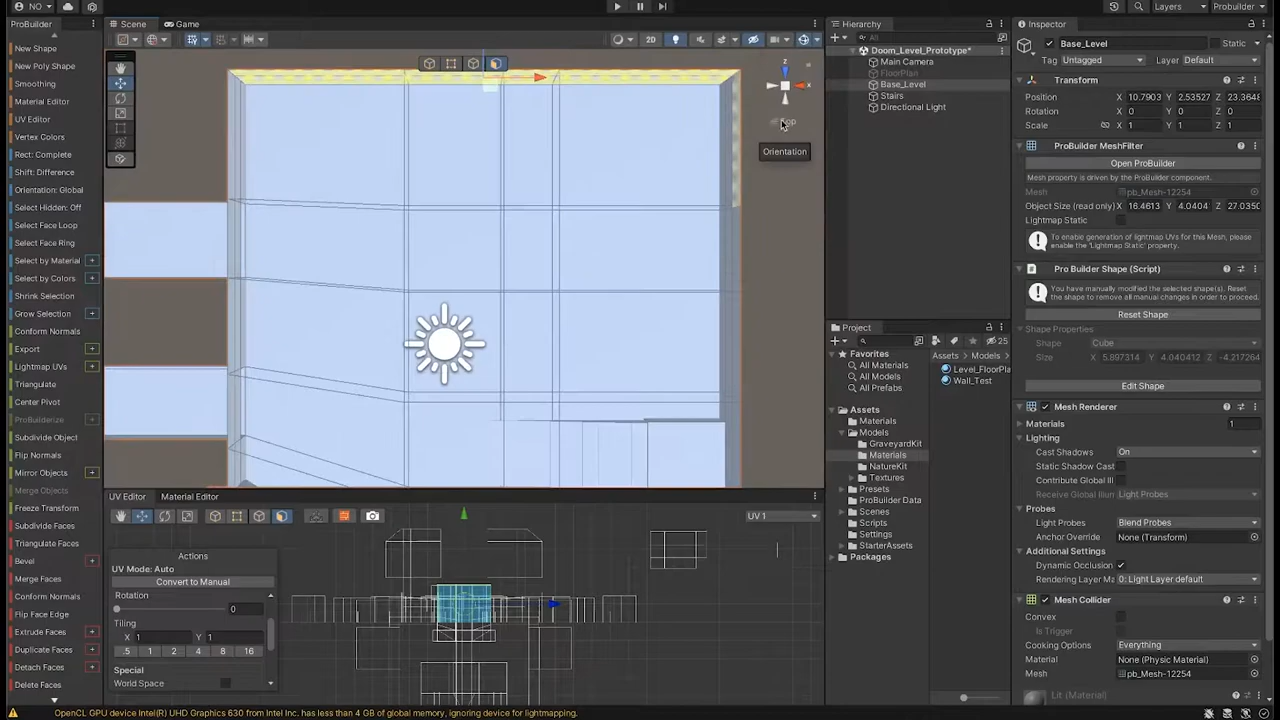 NO
Layers
Probuilder
ProBuilder
New Shape
New Poly Shape
Smoothing
Material Editor
UV Editor
Vertex Colors
Rect: Complete
Shift: Difference
Orientation: Global
Select Hidden: Off
Select Face Loop
Select Face Ring
Select by Material
Select by Colors
Shrink Selection
Grow Selection
Conform Normals
Export
Lightmap UVs
Triangulate
Center Pivot
ProBuilderize
Subdivide Object
Flip Normals
Mirror Objects
Merge Objects
Freeze Transform
Subdivide Faces
Triangulate Faces
Bevel
Merge Faces
Conform Normals
Flip Face Edge
Extrude Faces
Duplicate Faces
Detach Faces
Delete Faces
Scene
Game
2D
z
x
Top
Orientation
UV Editor
Material Editor
UV 1
Actions
UV Mode: Auto
Convert to Manual
Rotation
0
Tiling
X 1 Y 1
.5 1 2 4 8 16
Special
World Space
Hierarchy
All
Doom_Level_Prototype*
Main Camera
FloorPlan
Base_Level
Stairs
Directional Light
Project
25
Favorites
All Materials
All Models
All Prefabs
Assets
Materials
Models
GraveyardKit
Materials
NatureKit
Textures
Presets
ProBuilder Data
Scenes
Scripts
Settings
StarterAssets
Packages
Assets > Models >
Level_FloorPla
Wall_Test
Inspector
Base_Level
Static
Tag Untagged
Layer Default
Transform
Position X 10.7903 Y 2.53527 Z 23.3648
Rotation X 0 Y 0 Z 0
Scale X 1 Y 1 Z 1
ProBuilder MeshFilter
Open ProBuilder
Mesh property is driven by the ProBuilder component.
Mesh pb_Mesh-12254
Object Size (read only) X 16.4613 Y 4.0404 Z 27.0350
Lightmap Static
To enable generation of lightmap UVs for this Mesh, please
enable the 'Lightmap Static' property.
Pro Builder Shape (Script)
You have manually modified the selected shape(s). Reset
the shape to remove all manual changes in order to proceed.
Reset Shape
Shape Properties
Shape Cube
Size X 5.897314 Y 4.040412 Z -4.217264
Edit Shape
Mesh Renderer
Materials 1
Lighting
Cast Shadows On
Static Shadow Cast
Contribute Global Il
Receive Global Illum Light Probes
Probes
Light Probes Blend Probes
Anchor Override None (Transform)
Additional Settings
Dynamic Occlusion
Rendering Layer Ma 0: Light Layer default
Mesh Collider
Convex
Is Trigger
Cooking Options Everything
Material None (Physic Material)
Mesh pb_Mesh-12254
Lit (Material)
OpenCL GPU device Intel(R) UHD Graphics 630 from Intel Inc. has less than 4 GB of global memory, ignoring device for lightmapping.